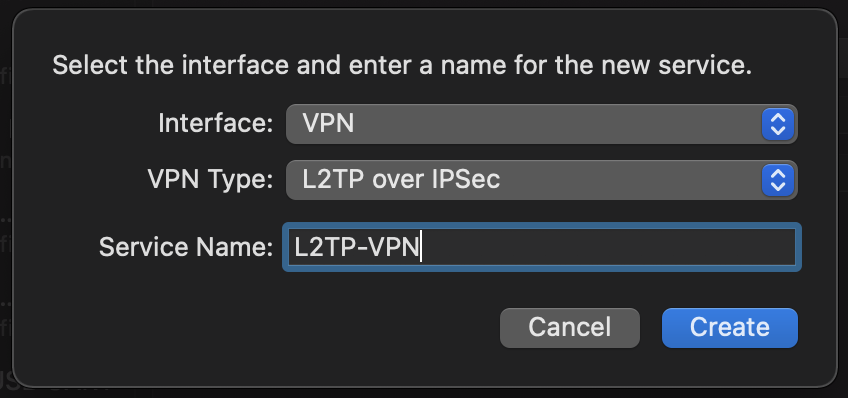 Select the interface and enter a name for the new service.
Interface: VPN
VPN Type: L2TP over IPSec
Service Name: L2TP-VPN
Cancel Create